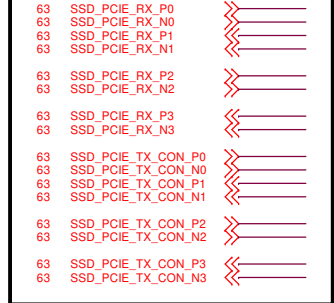 63 SSD_PCIE_RX_P0
63 SSD_PCIE_RX_N0
63 SSD_PCIE_RX_P1
63 SSD_PCIE_RX_N1
63 SSD_PCIE_RX_P2
63 SSD_PCIE_RX_N2
63 SSD_PCIE_RX_P3
63 SSD_PCIE_RX_N3
63 SSD_PCIE_TX_CON_P0
63 SSD_PCIE_TX_CON_N0
63 SSD_PCIE_TX_CON_P1
63 SSD_PCIE_TX_CON_N1
63 SSD_PCIE_TX_CON_P2
63 SSD_PCIE_TX_CON_N2
63 SSD_PCIE_TX_CON_P3
63 SSD_PCIE_TX_CON_N3